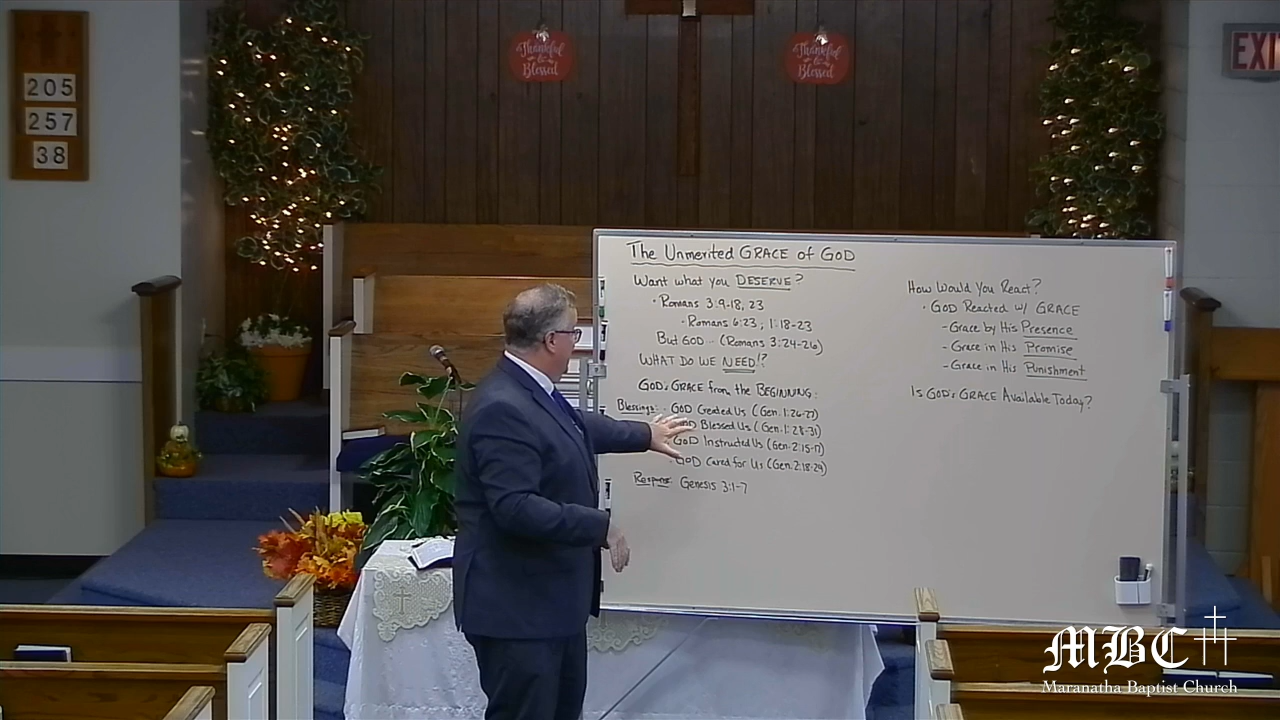 205
257
38
Thankful
&
Blessed
Thankful
&
Blessed
EXI
The Unmerited GRACE of GOD
Want what you DESERVE?
• Romans 3:9-18, 23
- Romans 6:23; 1:18-23
But GOD - (Romans 3:24-26)
WHAT DO WE NEED!?
GOD's GRACE from the BEGINNING:
Blessings: - GOD Created Us (Gen. 1:26-27)
GOD Blessed Us (Gen. 1:28-31)
GOD Instructed Us (Gen. 2:15-17)
- GOD Cared for Us (Gen. 2:18-24)
Response: Genesis 3:1-7
How Would You React?
• GOD Reacted w/ GRACE
- Grace by His Presence
- Grace in His Promise
- Grace in His Punishment
Is GOD's GRACE Available Today?
MBC
Maranatha Baptist Church